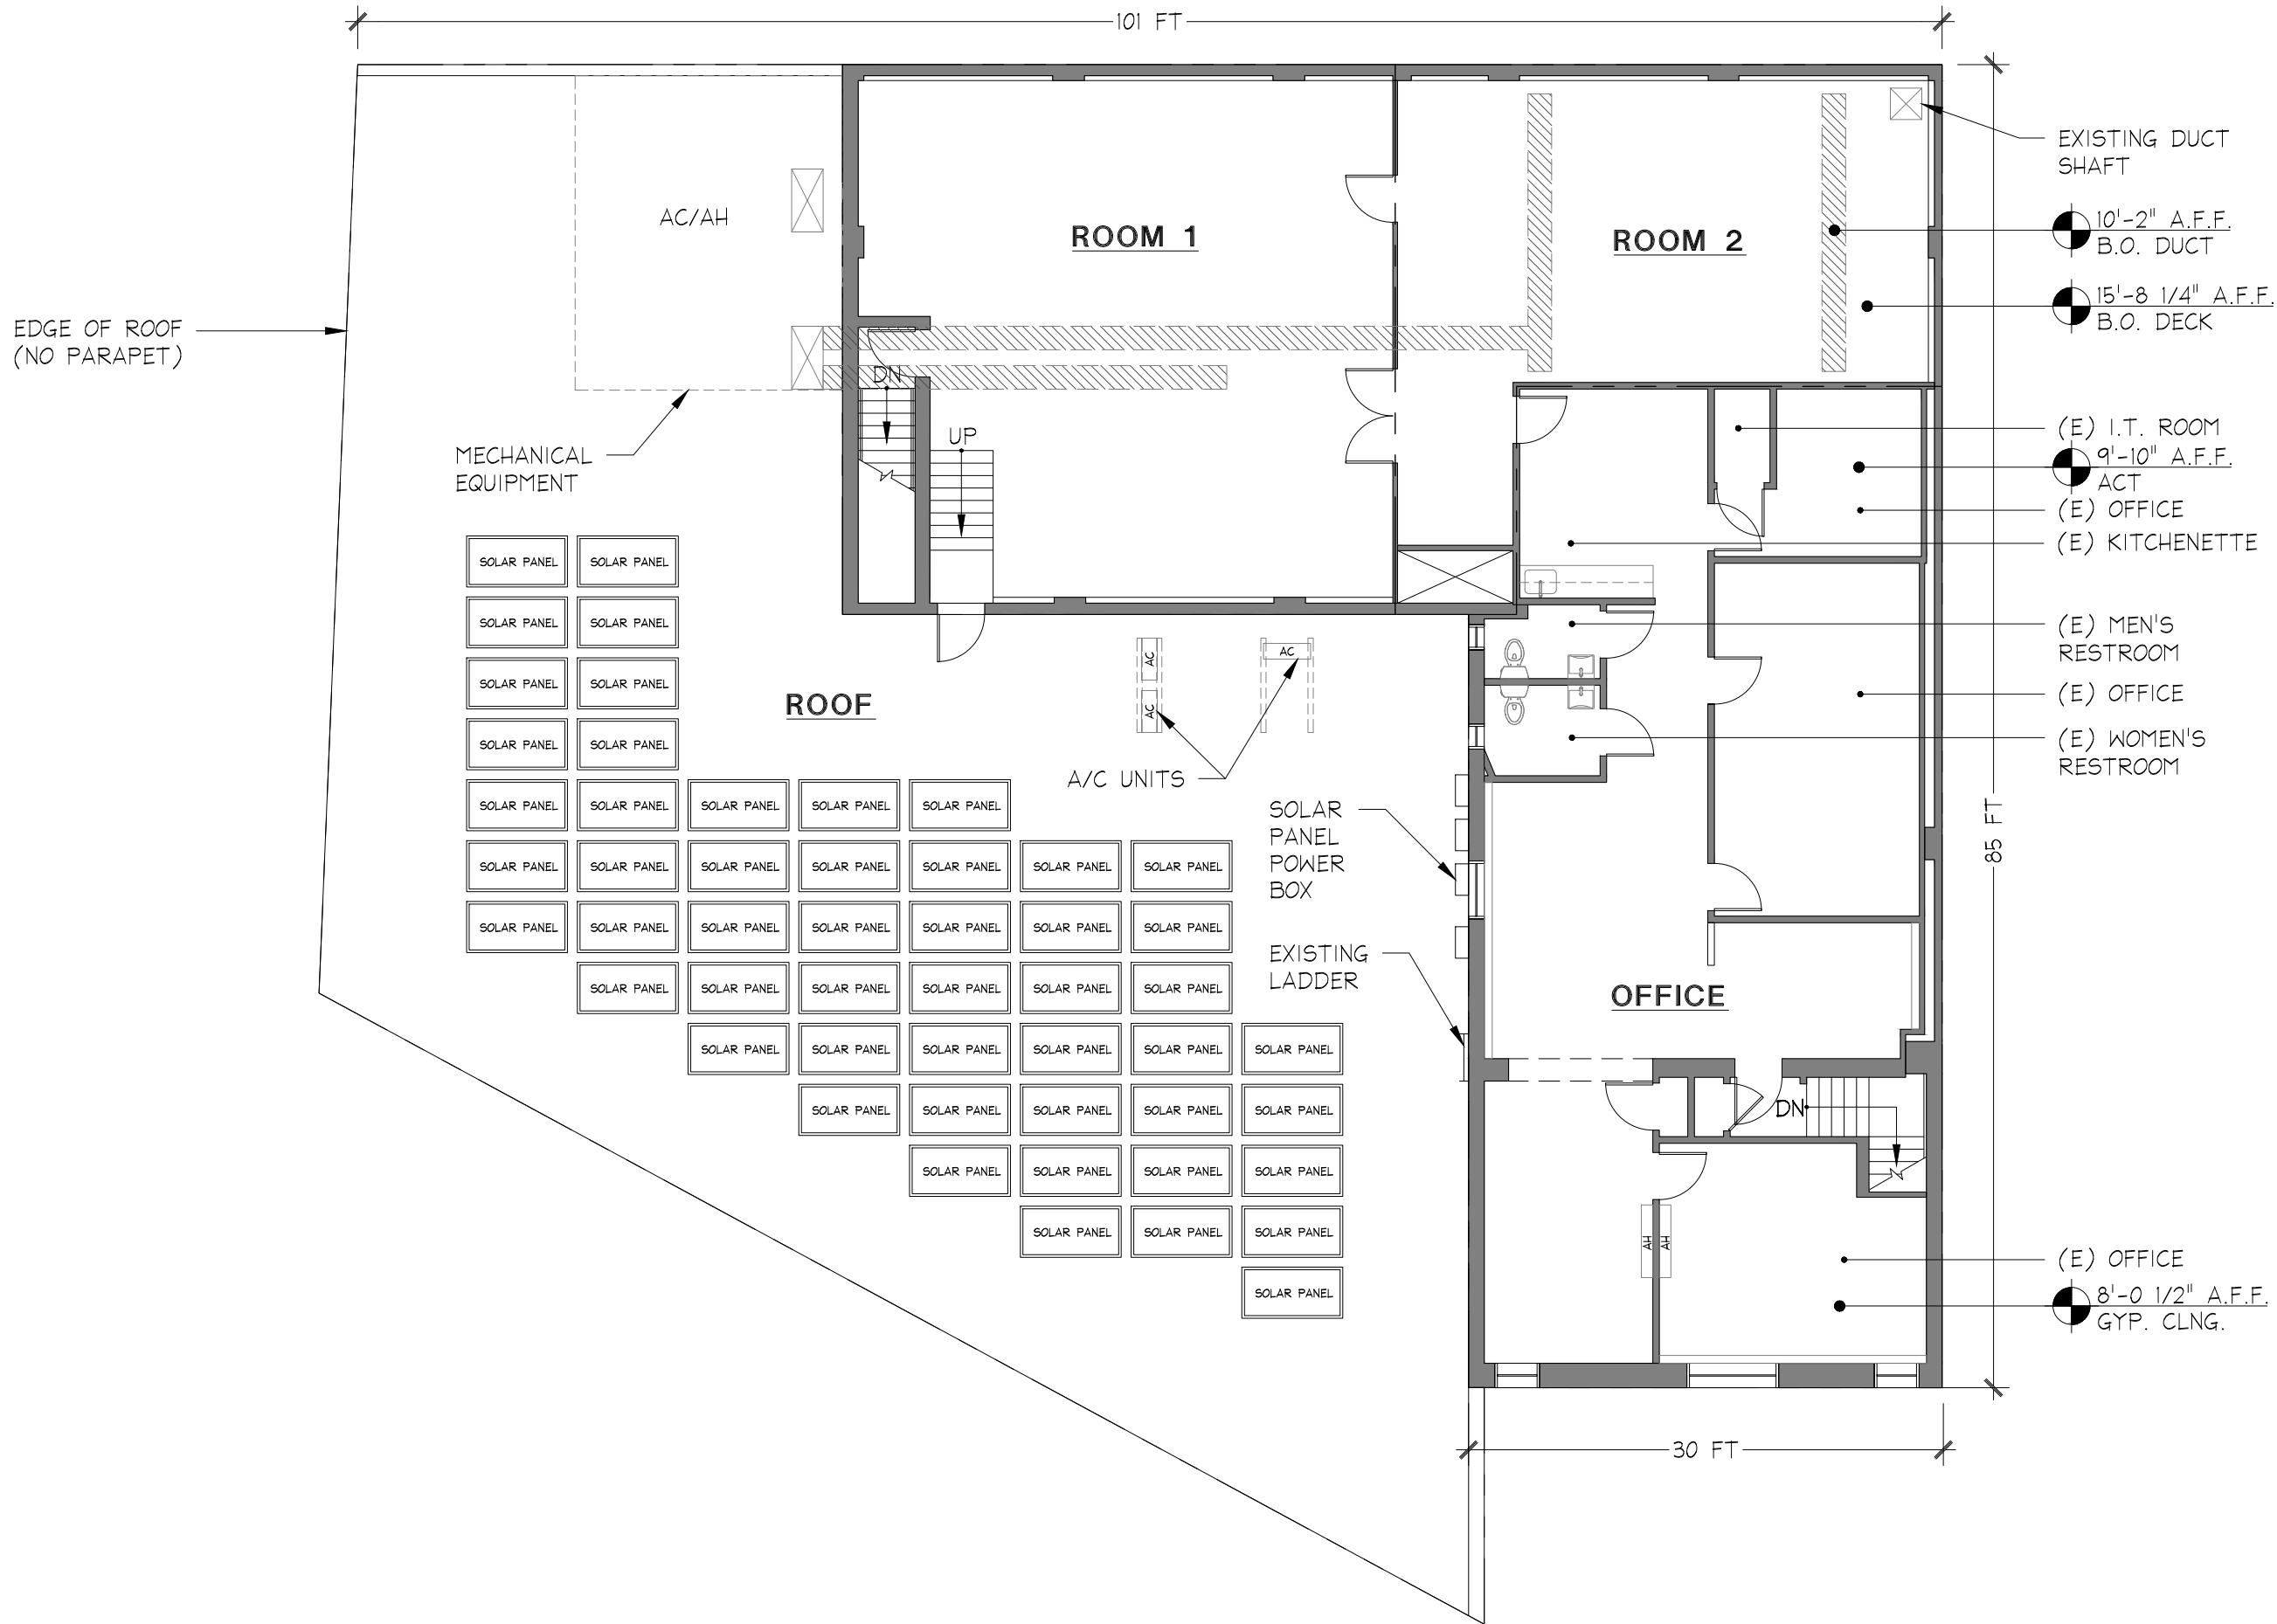 101 FT
EXISTING DUCT
SHAFT
AC/AH
ROOM 1
ROOM 2
10'-2" A.F.F.
B.O. DUCT
15'-8 1/4" A.F.F.
B.O. DECK
EDGE OF ROOF
(NO PARAPET)
DN
UP
MECHANICAL
EQUIPMENT
(E) I.T. ROOM
9'-10" A.F.F.
ACT
(E) OFFICE
(E) KITCHENETTE
SOLAR PANEL SOLAR PANEL
SOLAR PANEL SOLAR PANEL
(E) MEN'S
RESTROOM
AC
AC
AC
SOLAR PANEL SOLAR PANEL
ROOF
(E) OFFICE
SOLAR PANEL SOLAR PANEL
(E) WOMEN'S
RESTROOM
A/C UNITS
SOLAR PANEL SOLAR PANEL SOLAR PANEL SOLAR PANEL SOLAR PANEL
SOLAR
PANEL
POWER
BOX
85 FT
SOLAR PANEL SOLAR PANEL SOLAR PANEL SOLAR PANEL SOLAR PANEL SOLAR PANEL SOLAR PANEL
SOLAR PANEL SOLAR PANEL SOLAR PANEL SOLAR PANEL SOLAR PANEL SOLAR PANEL SOLAR PANEL
EXISTING
LADDER
SOLAR PANEL SOLAR PANEL SOLAR PANEL SOLAR PANEL SOLAR PANEL SOLAR PANEL
OFFICE
SOLAR PANEL SOLAR PANEL SOLAR PANEL SOLAR PANEL SOLAR PANEL SOLAR PANEL
SOLAR PANEL SOLAR PANEL SOLAR PANEL SOLAR PANEL SOLAR PANEL
DN
SOLAR PANEL SOLAR PANEL SOLAR PANEL SOLAR PANEL
SOLAR PANEL SOLAR PANEL SOLAR PANEL
AH
AH
(E) OFFICE
SOLAR PANEL
8'-0 1/2" A.F.F.
GYP. CLNG.
30 FT